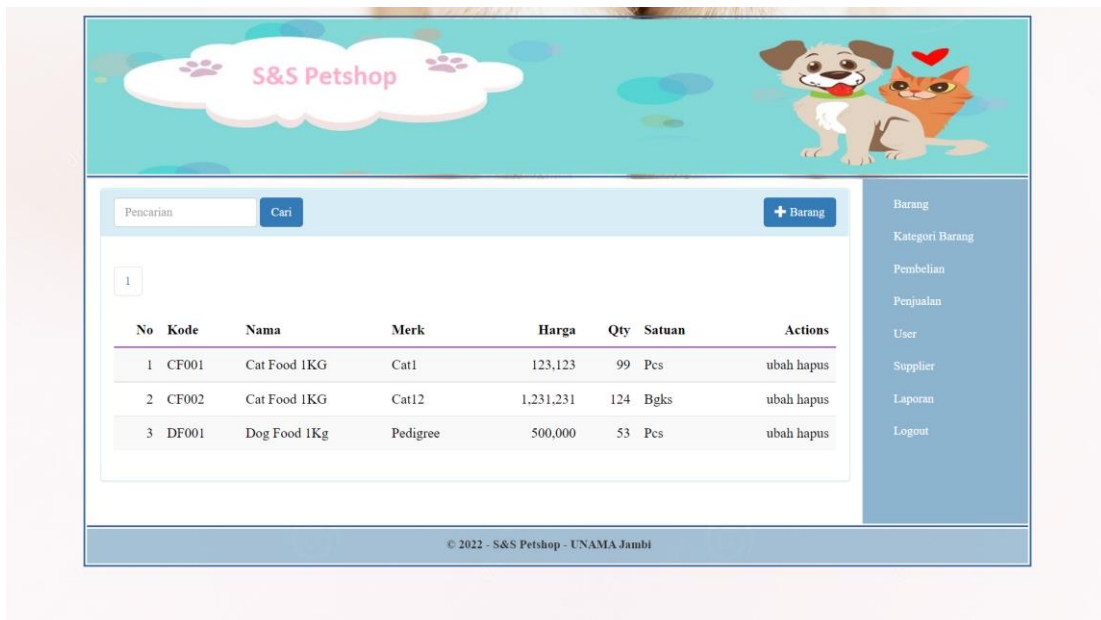 S&S Petshop
Pencarian Cari + Barang
1
No Kode Nama Merk Harga Qty Satuan Actions
1 CF001 Cat Food 1KG Cat1 123,123 99 Pcs ubah hapus
2 CF002 Cat Food 1KG Cat12 1,231,231 124 Bgks ubah hapus
3 DF001 Dog Food 1Kg Pedigree 500,000 53 Pcs ubah hapus
Barang
Kategori Barang
Pembelian
Penjualan
User
Supplier
Laporan
Logout
© 2022 - S&S Petshop - UNAMA Jambi